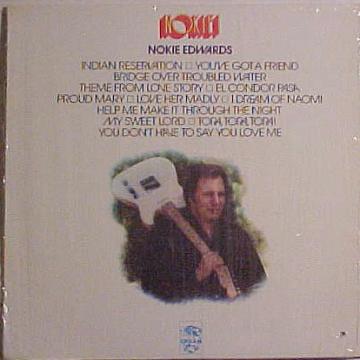 NOKIE
NOKIE EDWARDS
INDIAN RESERVATION □ YOU'VE GOT A FRIEND
BRIDGE OVER TROUBLED WATER
THEME FROM LOVE STORY □ EL CONDOR PASA
PROUD MARY □ LOVE HER MADLY □ I DREAM OF NAOMI
HELP ME MAKE IT THROUGH THE NIGHT
MY SWEET LORD □ TORA, TORA, TORA!
YOU DON'T HAVE TO SAY YOU LOVE ME